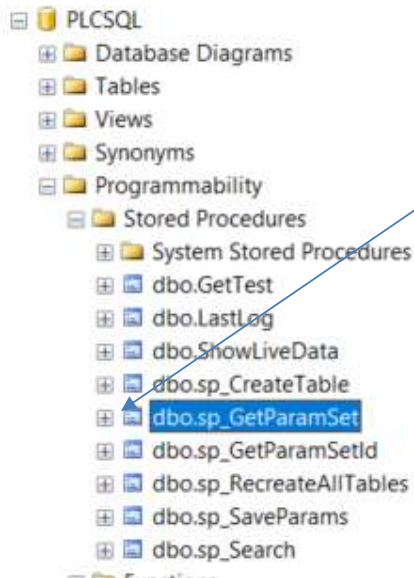 PLCSQL
Database Diagrams
Tables
Views
Synonyms
Programmability
Stored Procedures
System Stored Procedures
dbo.GetTest
dbo.LastLog
dbo.ShowLiveData
dbo.sp_CreateTable
dbo.sp_GetParamSet
dbo.sp_GetParamSetId
dbo.sp_RecreateAllTables
dbo.sp_SaveParams
dbo.sp_Search